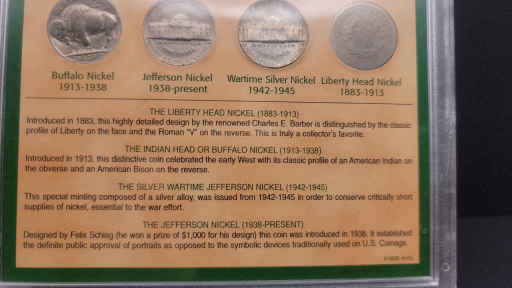 Buffalo Nickel
1913-1938
Jefferson Nickel
1938-present
Wartime Silver Nickel
1942-1945
Liberty Head Nickel
1883-1913
THE LIBERTY HEAD NICKEL (1883-1913)
Introduced in 1883, this highly detailed design by the renowned Charles E. Barber is distinguished by the classic
profile of Liberty on the face and the Roman "V" on the reverse. This is truly a collector's favorite.
THE INDIAN HEAD OR BUFFALO NICKEL (1913-1938)
Introduced in 1913, this distinctive coin celebrated the early West with its classic profile of an American Indian on
the obverse and an American Bison on the reverse.
THE SILVER WARTIME JEFFERSON NICKEL (1942-1945)
This special minting composed of a silver alloy, was issued from 1942-1945 in order to conserve critically short
supplies of nickel, essential to the war effort.
THE JEFFERSON NICKEL (1938-PRESENT)
Designed by Felix Schlag (he won a prize of $1,000 for his design) this coin was introduced in 1938. It established
the definite public approval of portraits as opposed to the symbolic devices traditionally used on U.S. Coinage.